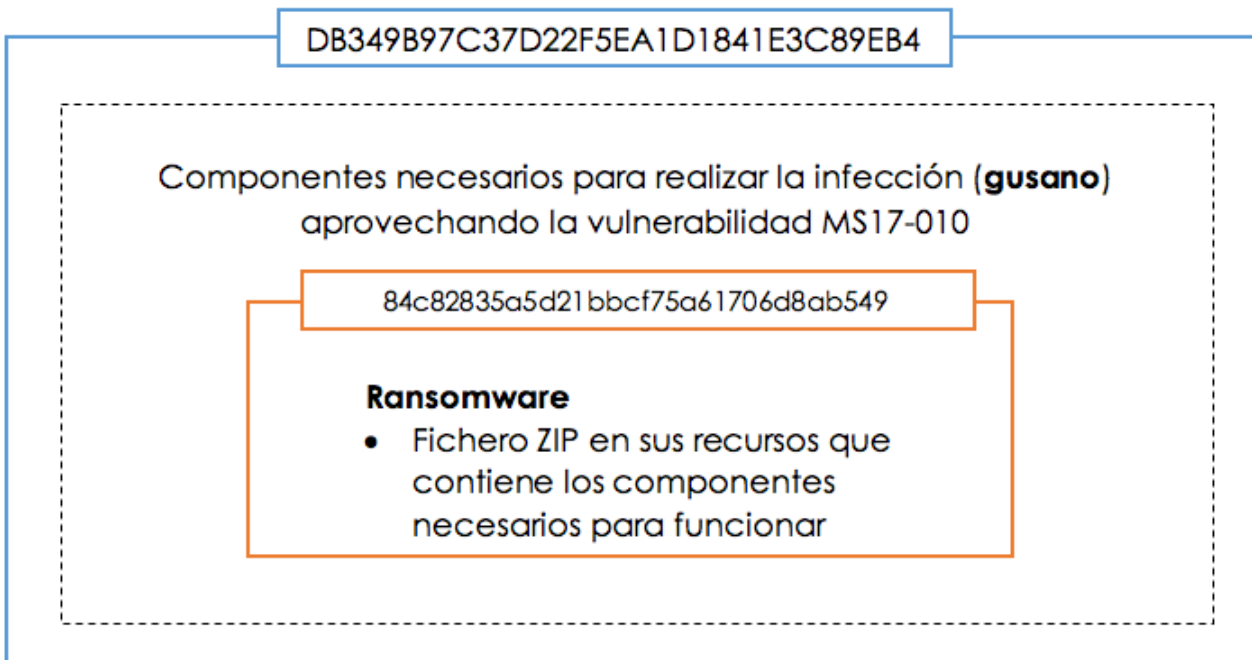 DB349B97C37D22F5EA1D1841E3C89EB4
Componentes necesarios para realizar la infección (gusano)
aprovechando la vulnerabilidad MS17-010
84c82835a5d21bbcf75a61706d8ab549
Ransomware
• Fichero ZIP en sus recursos que
contiene los componentes
necesarios para funcionar